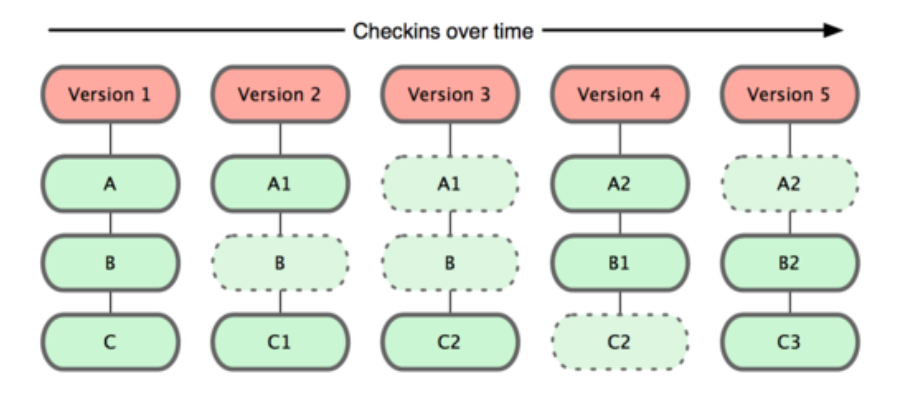 Checkins over time
Version 1 Version 2 Version 3 Version 4 Version 5
A A1 A1 A2 A2
B B B B1 B2
C C1 C2 C2 C3